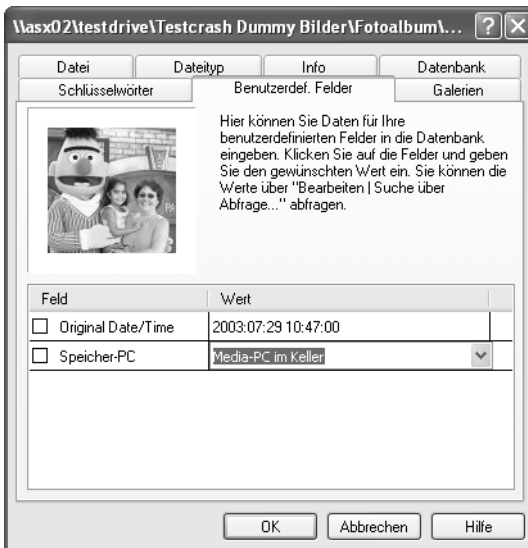 \\asx02\testdrive\Testcrash Dummy Bilder\Fotoalbum\...
Datei
Dateityp
Info
Datenbank
Schlüsselwörter
Benutzerdef. Felder
Galerien
Hier können Sie Daten für Ihre
benutzerdefinierten Felder in die Datenbank
eingeben. Klicken Sie auf die Felder und geben
Sie den gewünschten Wert ein. Sie können die
Werte über "Bearbeiten | Suche über
Abfrage..." abfragen.
Feld
Wert
Original Date/Time
2003:07:29 10:47:00
Speicher-PC
Media-PC im Keller
OK
Abbrechen
Hilfe